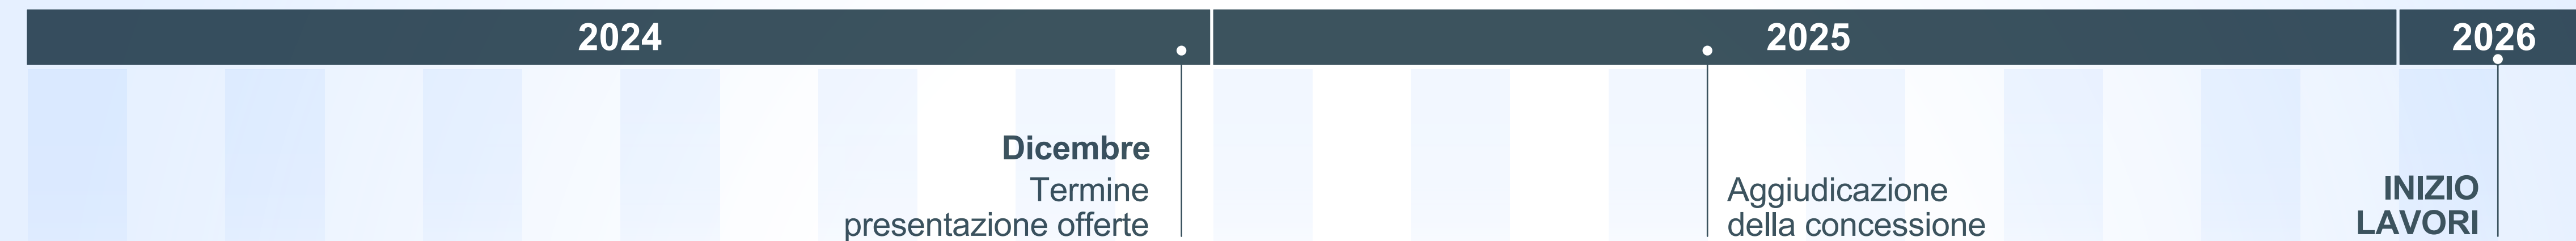 2024
2025
2026
Dicembre
Termine
presentazione offerte
Aggiudicazione
della concessione
INIZIO
LAVORI